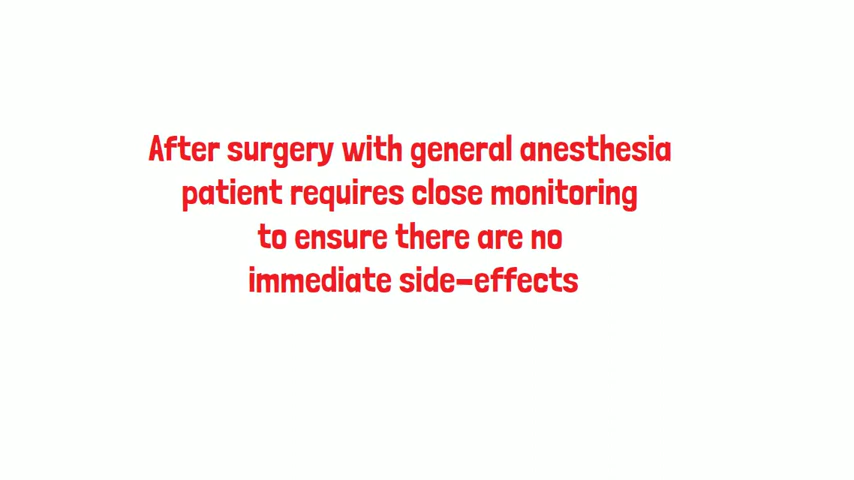 After surgery with general anesthesia
patient requires close monitoring
to ensure there are no
immediate side-effects